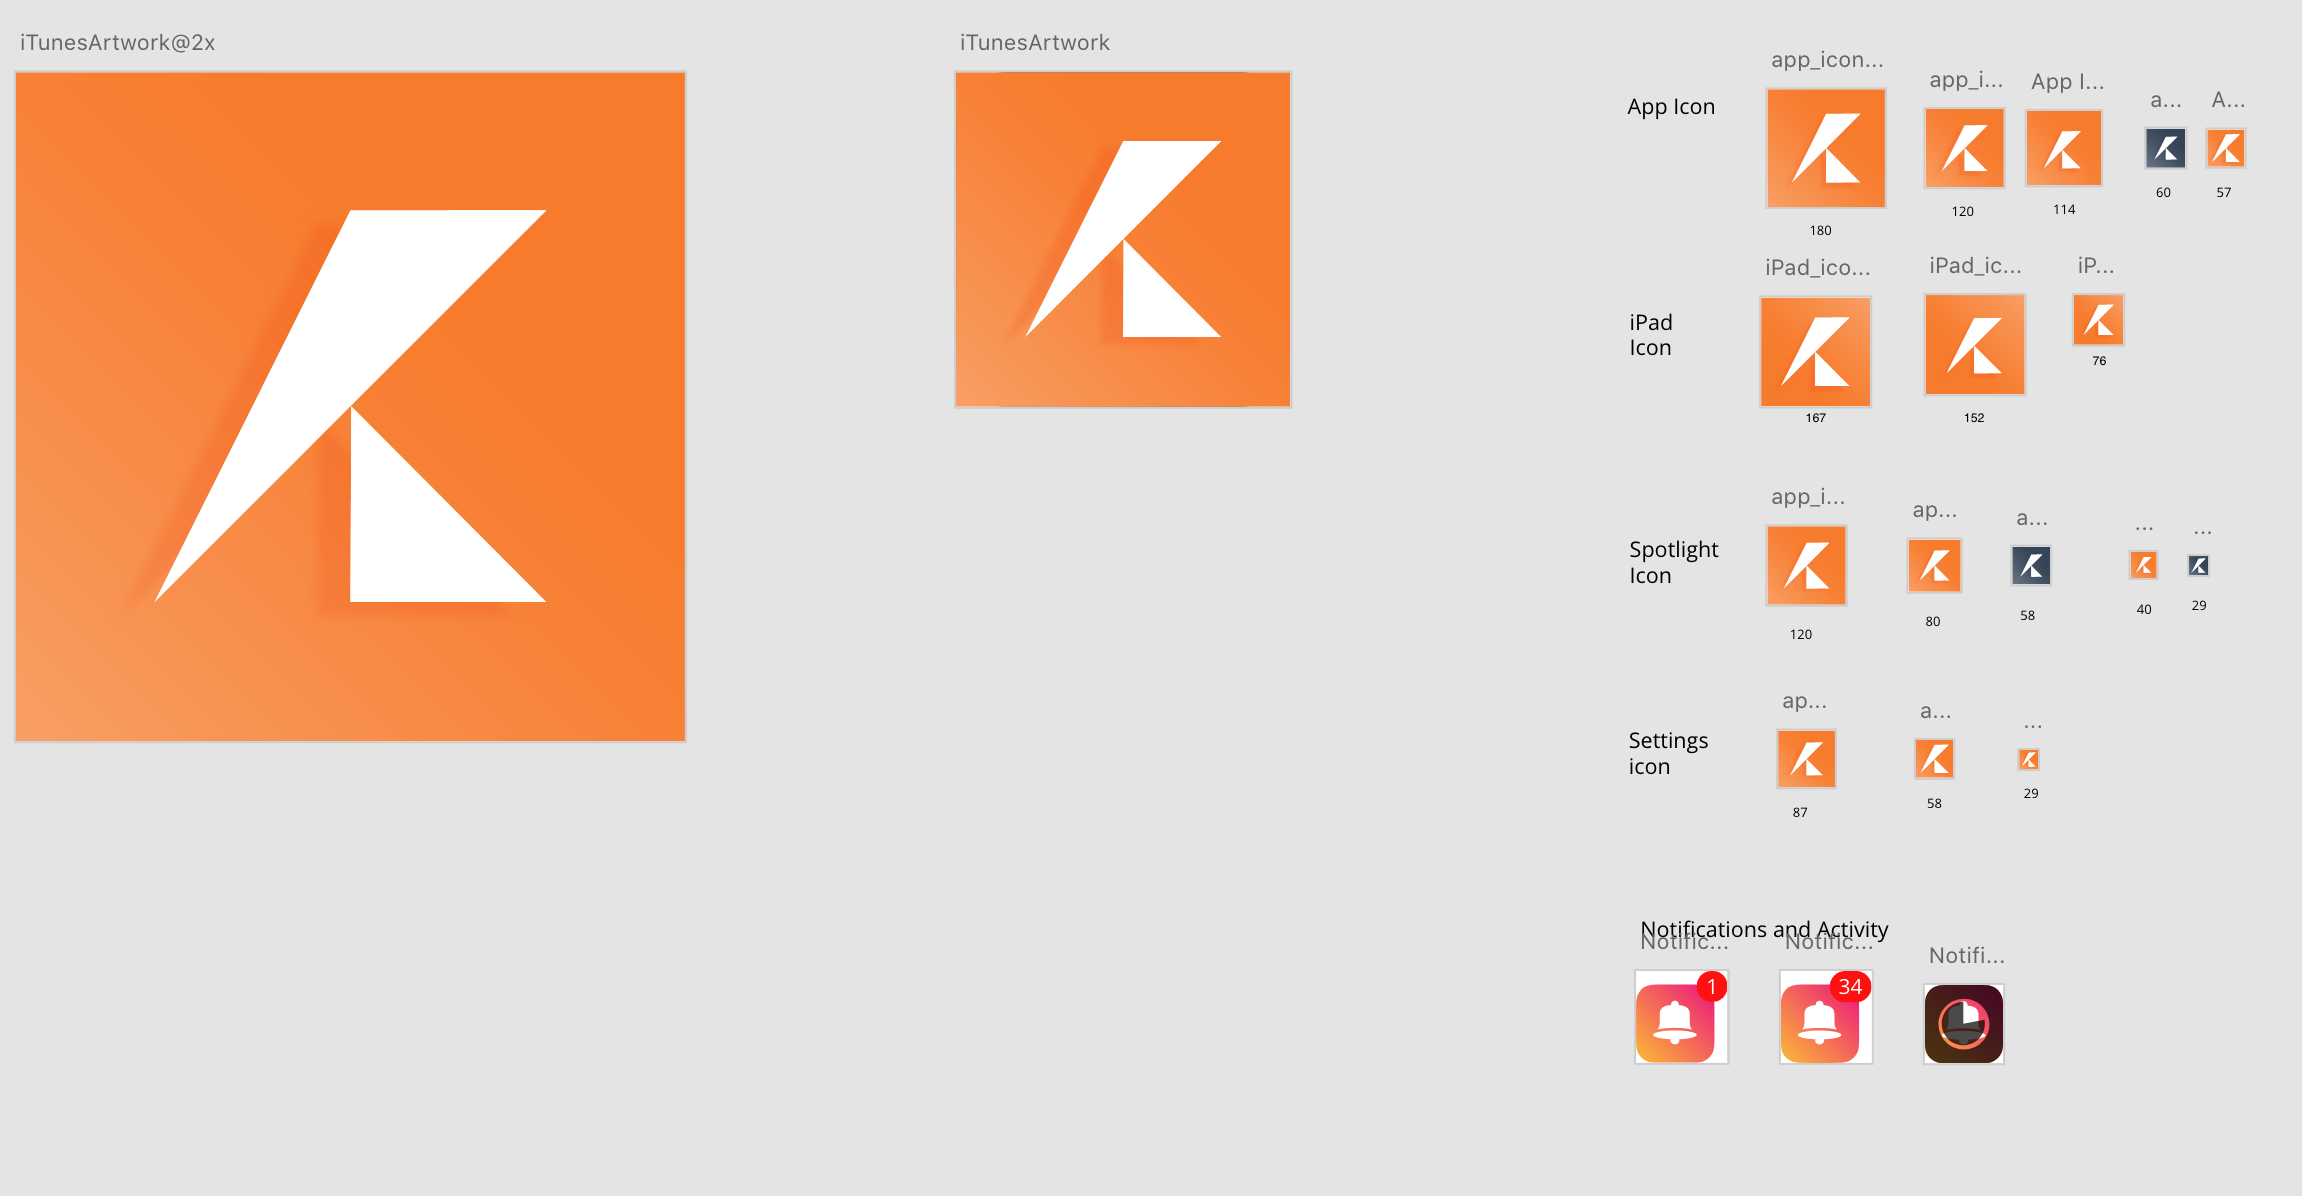 iTunesArtwork@2x
iTunesArtwork
App Icon
app_icon...
app_i...
App I...
a...
A...
180
120
114
60
57
iPad
Icon
iPad_ico...
iPad_ic...
iP...
167
152
76
Spotlight
Icon
app_i...
ap...
a...
...
...
120
80
58
40
29
Settings
icon
ap...
a...
...
87
58
29
Notifications and Activity
Notific...
Notific...
Notifi...
1
34